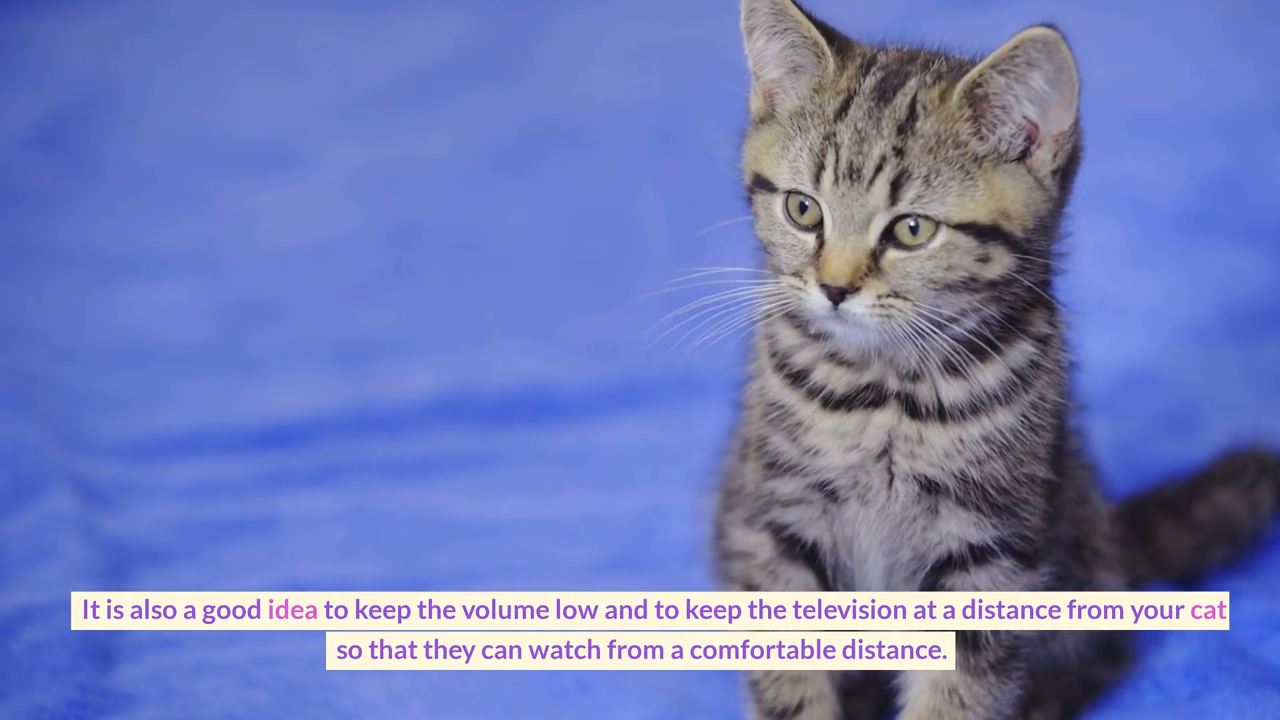 It is also a good idea to keep the volume low and to keep the television at a distance from your cat
so that they can watch from a comfortable distance.